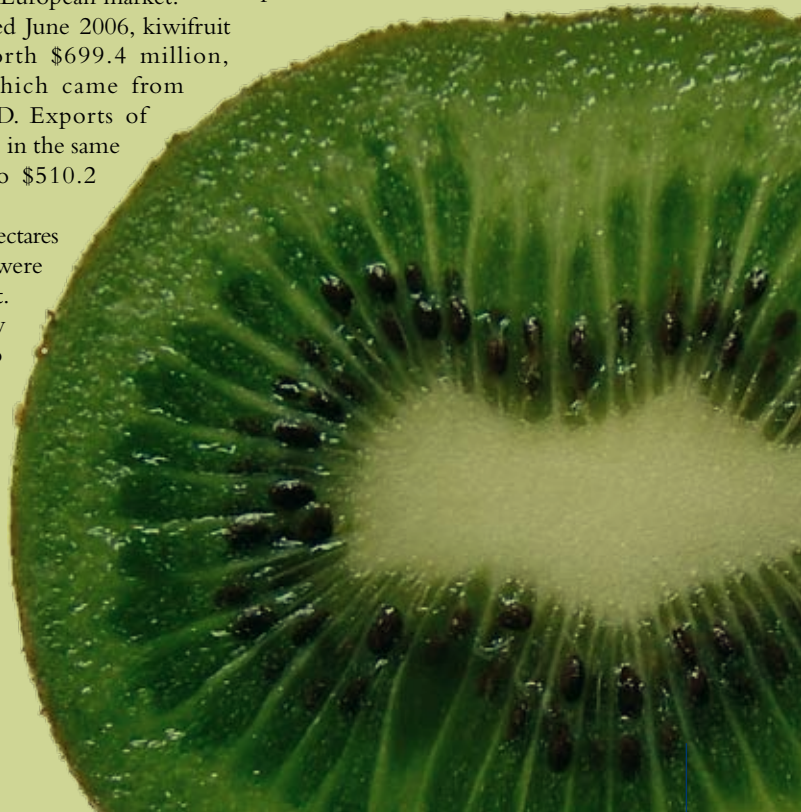 European market.
ed June 2006, kiwifruit
orth $699.4 million,
hich came from
D. Exports of
in the same
o $510.2
ectares
were
t.
y
o